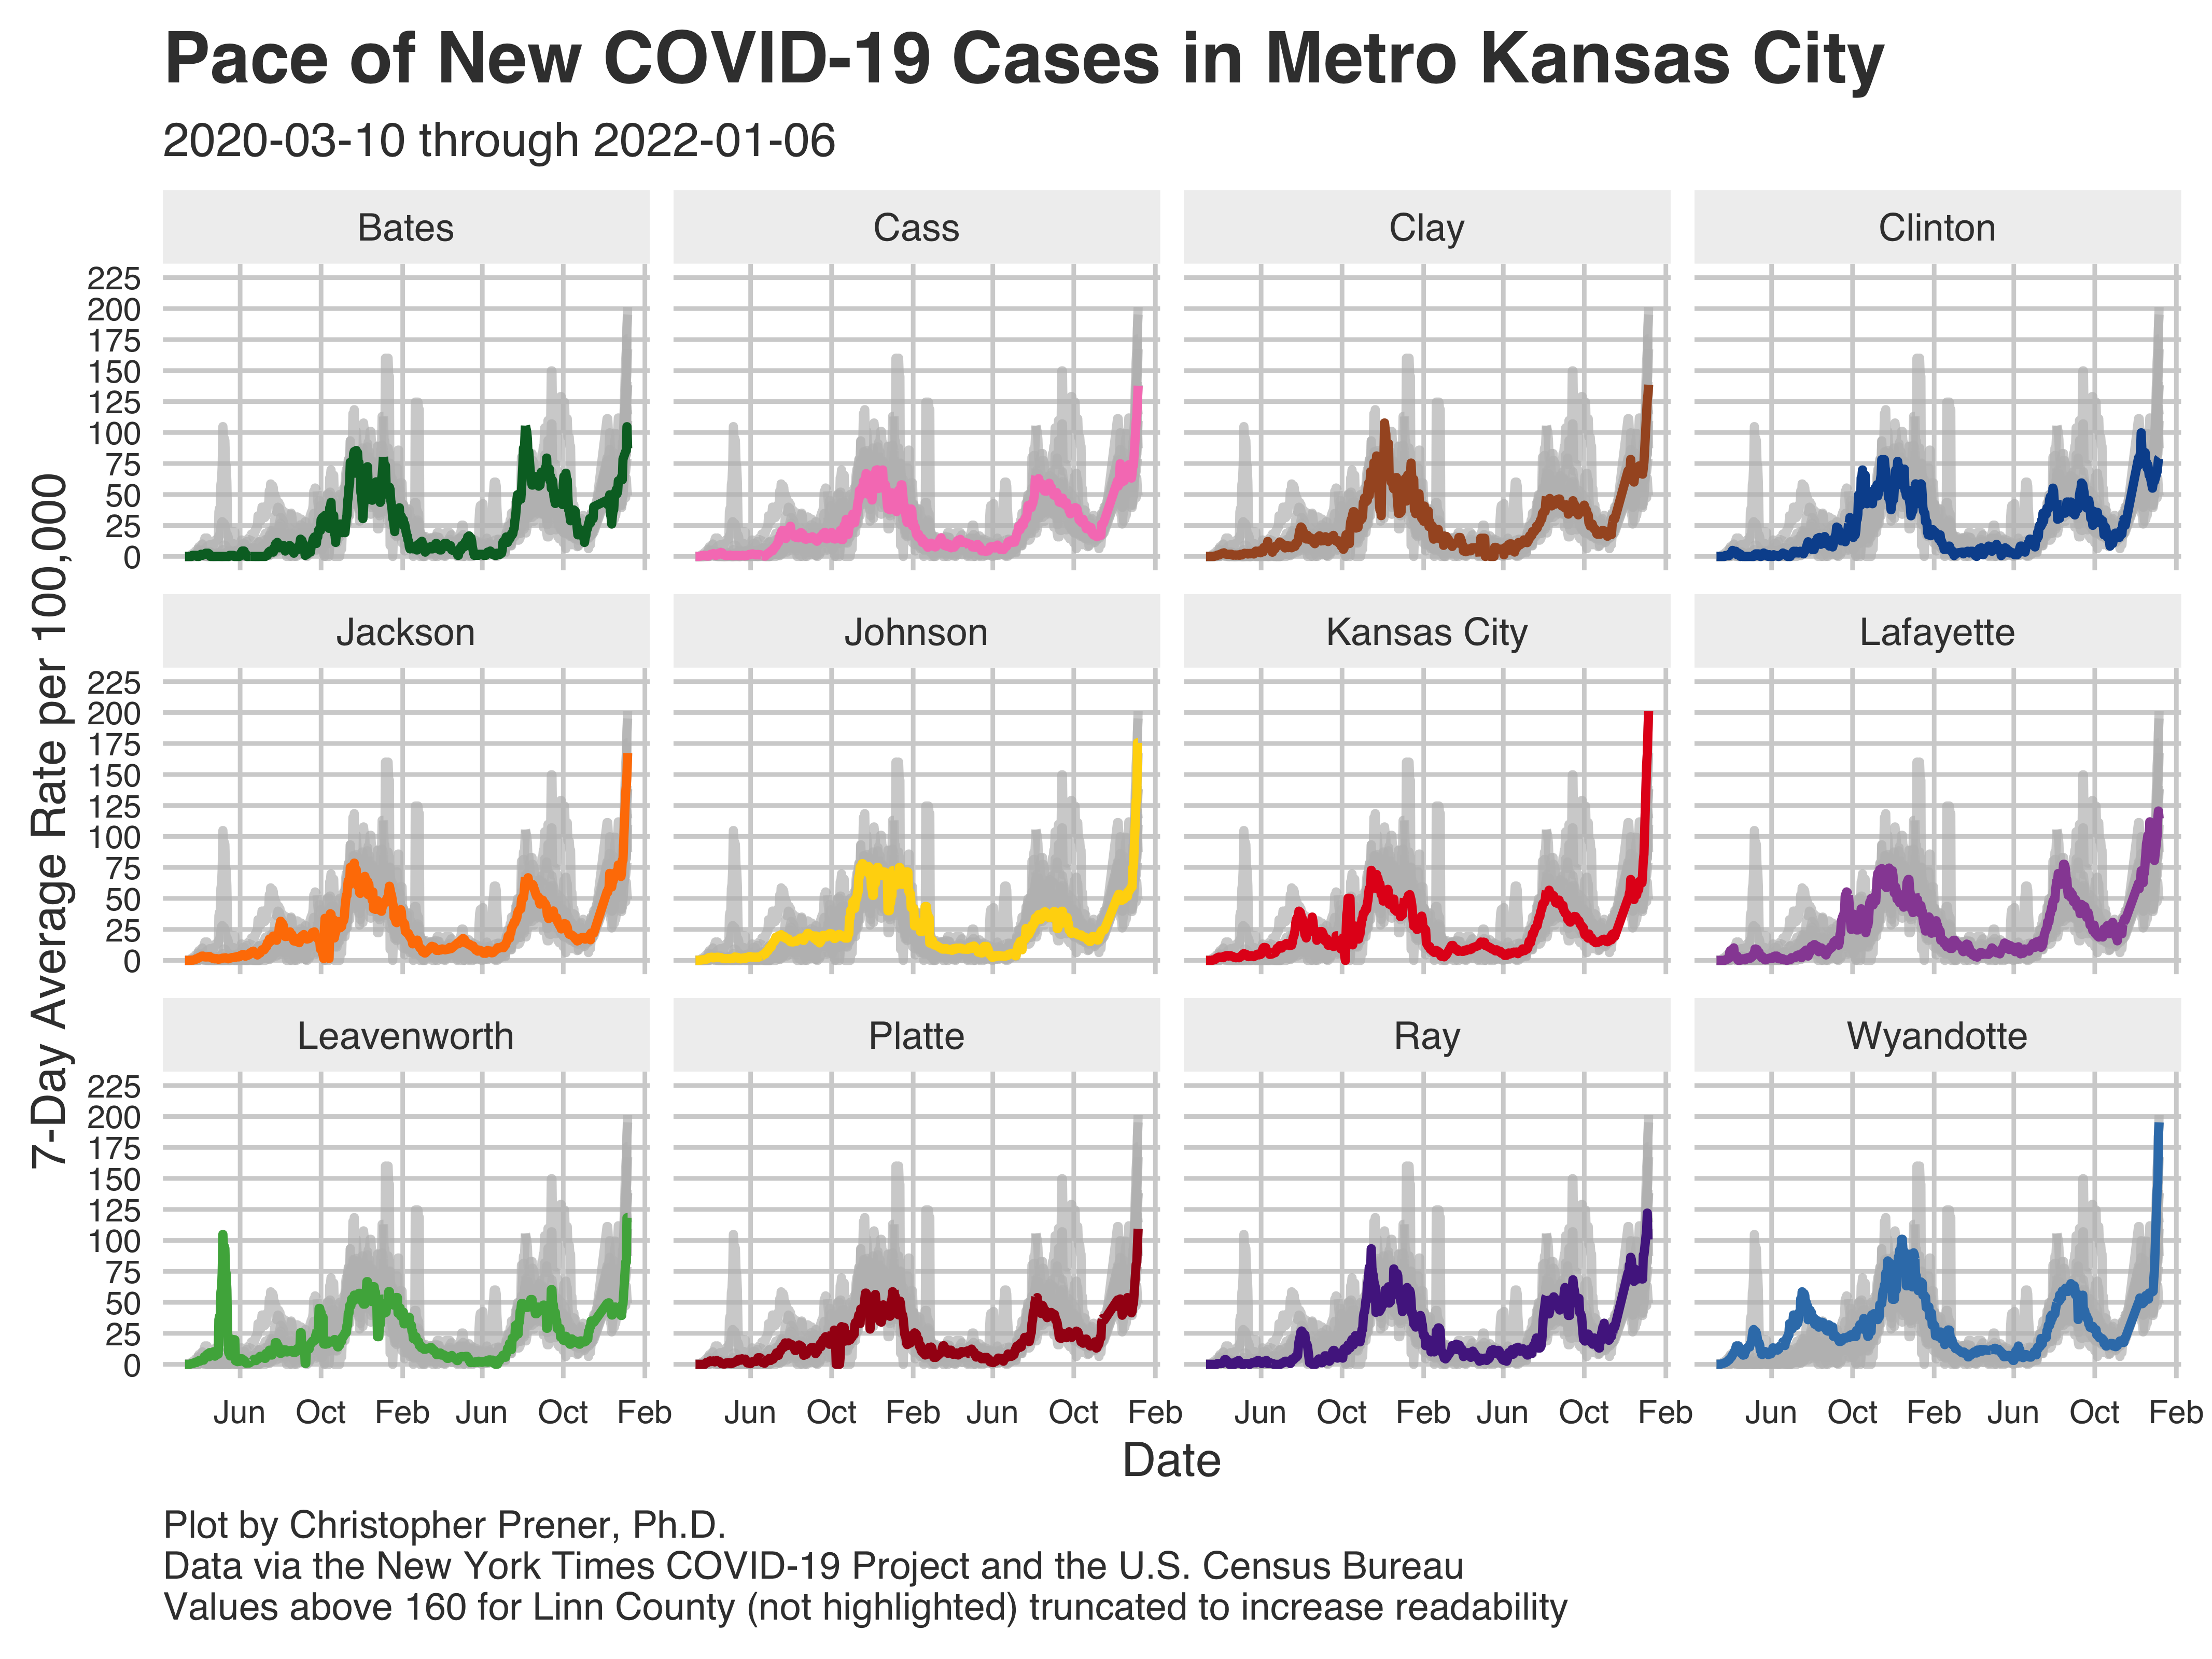 Pace of New COVID-19 Cases in Metro Kansas City
2020-03-10 through 2022-01-06
Bates Cass Clay Clinton
225
200
175
150
125
100
75
50
25
0
Jackson Johnson Kansas City Lafayette
225
200
175
150
125
100
75
50
25
0
Leavenworth Platte Ray Wyandotte
225
200
175
150
125
100
75
50
25
0
7-Day Average Rate per 100,000
Jun Oct Feb Jun Oct Feb Jun Oct Feb Jun Oct Feb Jun Oct Feb Jun Oct Feb Jun Oct Feb Jun Oct Feb
Date
Plot by Christopher Prener, Ph.D.
Data via the New York Times COVID-19 Project and the U.S. Census Bureau
Values above 160 for Linn County (not highlighted) truncated to increase readability